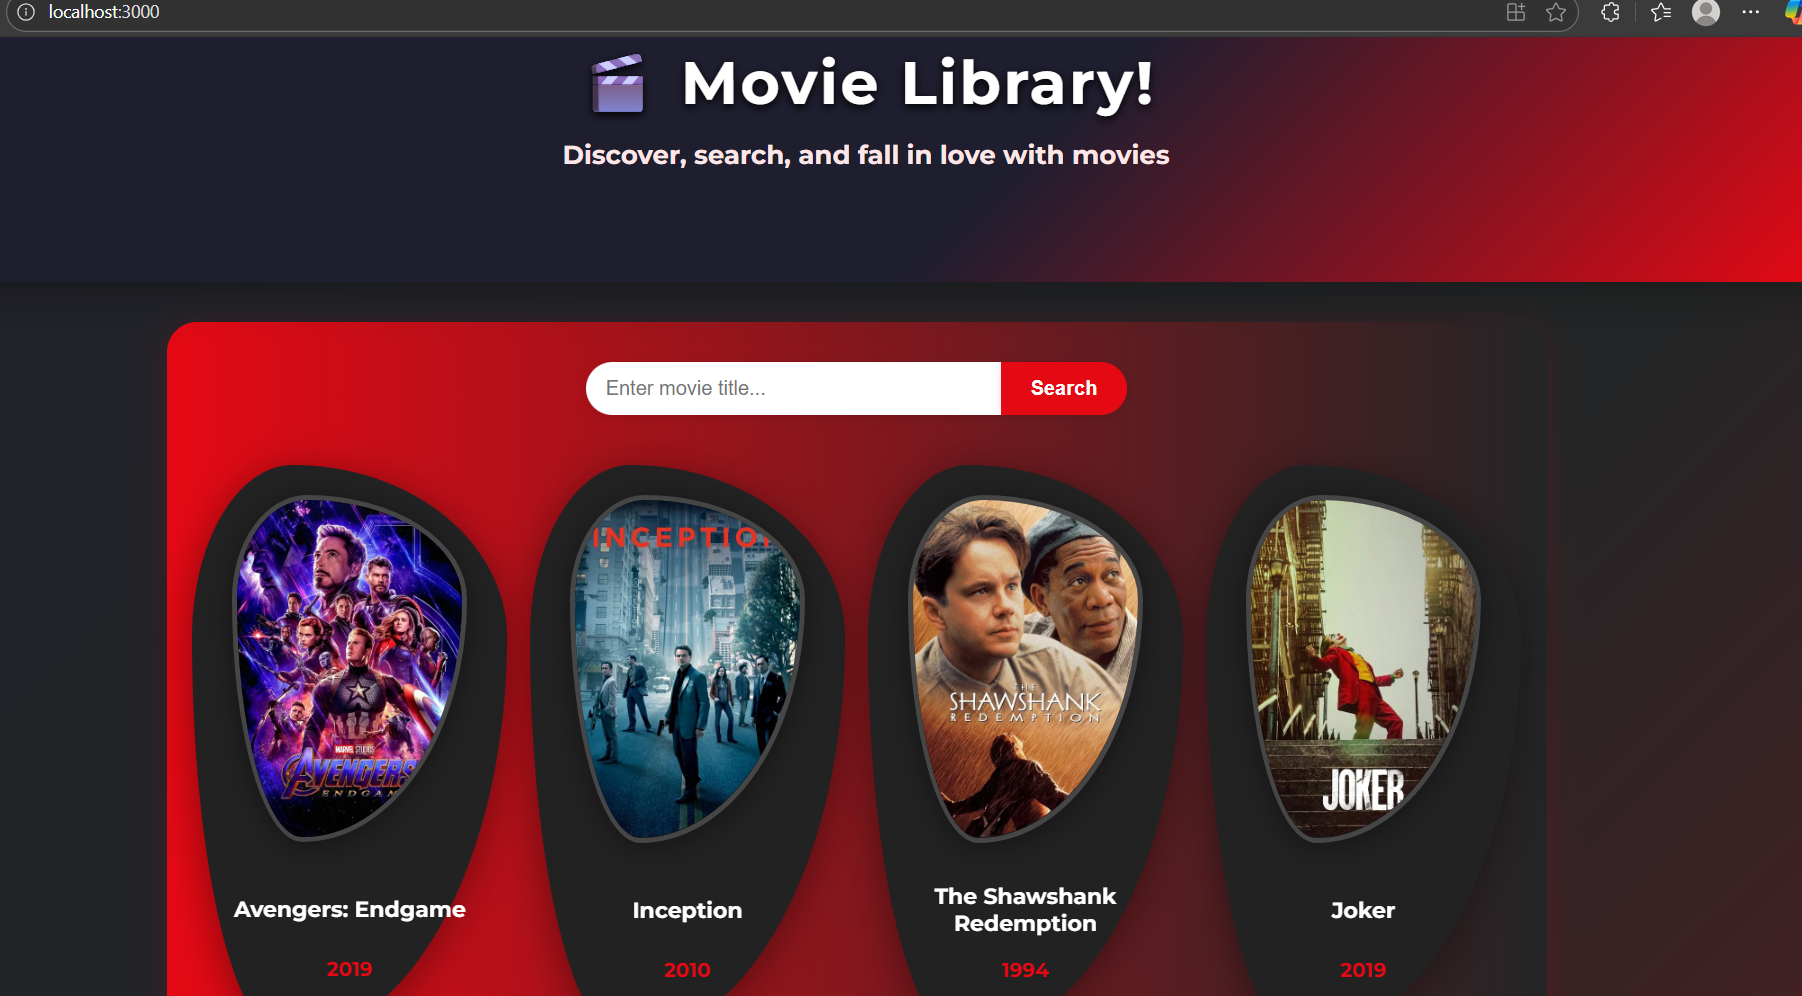 localhost:3000
Movie Library!
Discover, search, and fall in love with movies
Enter movie title...
Search
MARVEL STUDIOS
AVENGERS
ENDGAM
INCEPTION
THE
SHAWSHANK
REDEMPTION
JOKER
Avengers: Endgame
Inception
The Shawshank
Redemption
Joker
2019
2010
1994
2019